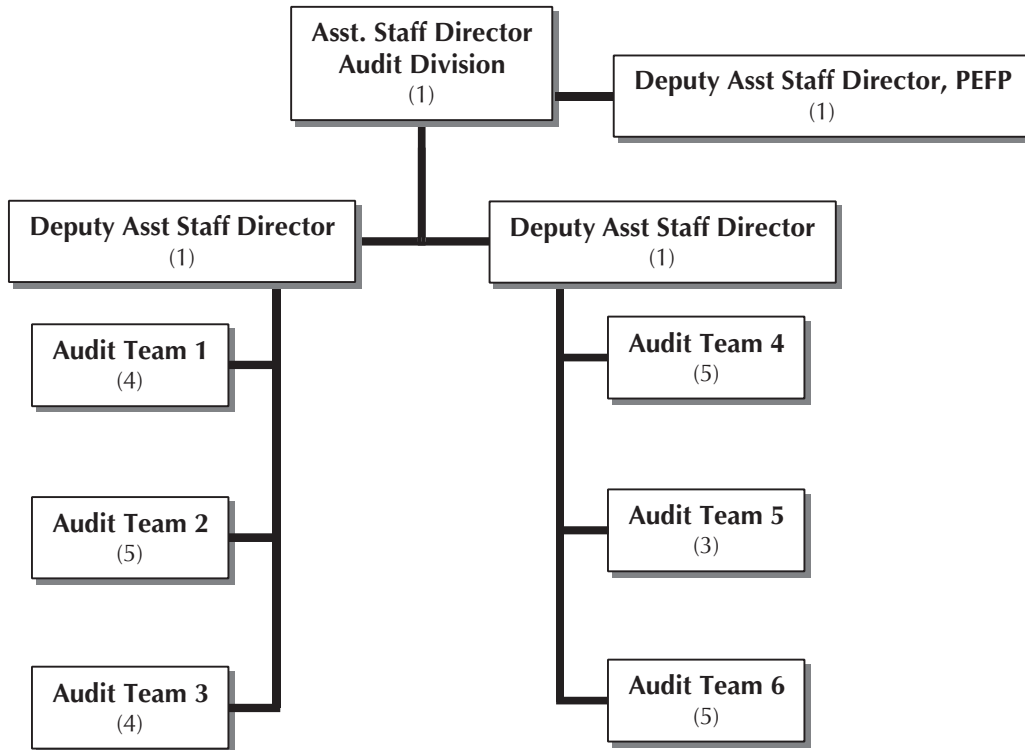 Asst. Staff Director
Audit Division
(1)
Deputy Asst Staff Director, PEFP
(1)
Deputy Asst Staff Director
(1)
Deputy Asst Staff Director
(1)
Audit Team 1
(4)
Audit Team 2
(5)
Audit Team 3
(4)
Audit Team 4
(5)
Audit Team 5
(3)
Audit Team 6
(5)